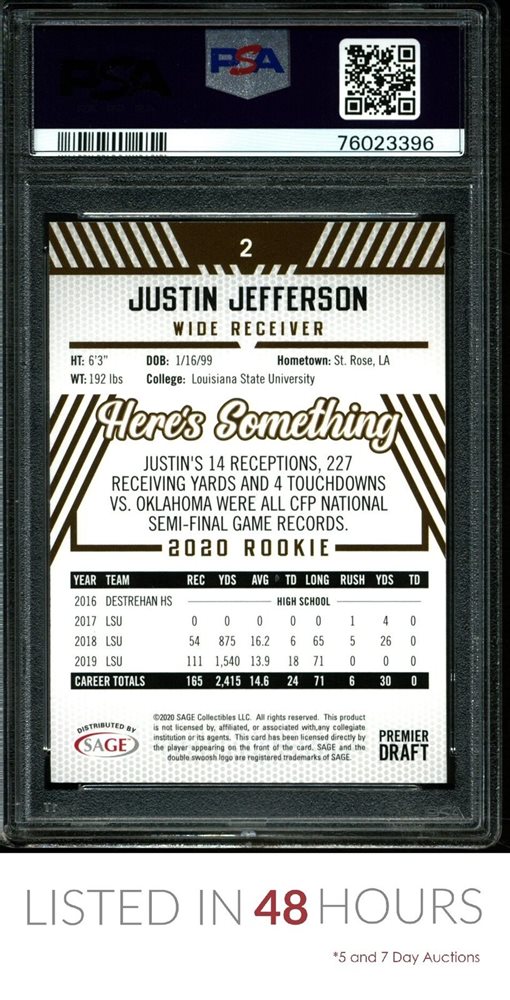 PSA
76023396
2
JUSTIN JEFFERSON
WIDE RECEIVER
HT: 6'3" DOB: 1/16/99 Hometown: St. Rose, LA
WT: 192 lbs College: Louisiana State University
Here's Something
JUSTIN'S 14 RECEPTIONS, 227
RECEIVING YARDS AND 4 TOUCHDOWNS
VS. OKLAHOMA WERE ALL CFP NATIONAL
SEMI-FINAL GAME RECORDS.
2020 ROOKIE
YEAR TEAM REC YDS AVG TD LONG RUSH YDS TD
2016 DESTREHAN HS HIGH SCHOOL
2017 LSU 0 0 0 0 0 1 4 0
2018 LSU 54 875 16.2 6 65 5 26 0
2019 LSU 111 1,540 13.9 18 71 0 0 0
CAREER TOTALS 165 2,415 14.6 24 71 6 30 0
DISTRIBUTED BY
SAGE
©2020 SAGE Collectibles LLC. All rights reserved. This product
is not licensed by, affiliated, or associated with,any collegiate
institution or its agents. This card has been licensed directly by
the player appearing on the front of the card. SAGE and the
double swoosh logo are registered trademarks of SAGE
PREMIER
DRAFT
PSA
LISTED IN 48 HOURS
*5 and 7 Day Auctions